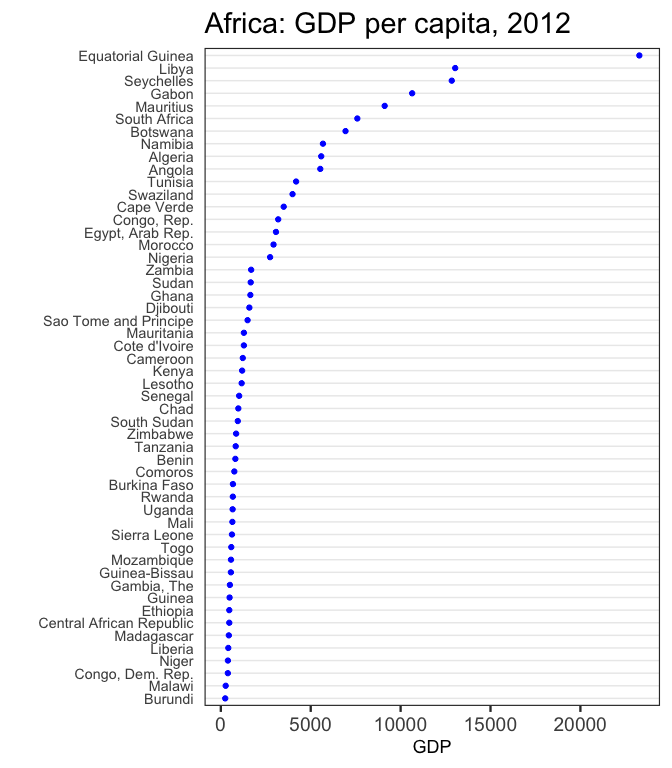 Africa: GDP per capita, 2012
Equatorial Guinea
Libya
Seychelles
Gabon
Mauritius
South Africa
Botswana
Namibia
Algeria
Angola
Tunisia
Swaziland
Cape Verde
Congo, Rep.
Egypt, Arab Rep.
Morocco
Nigeria
Zambia
Sudan
Ghana
Djibouti
Sao Tome and Principe
Mauritania
Cote d'Ivoire
Cameroon
Kenya
Lesotho
Senegal
Chad
South Sudan
Zimbabwe
Tanzania
Benin
Comoros
Burkina Faso
Rwanda
Uganda
Mali
Sierra Leone
Togo
Mozambique
Guinea-Bissau
Gambia, The
Guinea
Ethiopia
Central African Republic
Madagascar
Liberia
Niger
Congo, Dem. Rep.
Malawi
Burundi
0 5000 10000 15000 20000
GDP